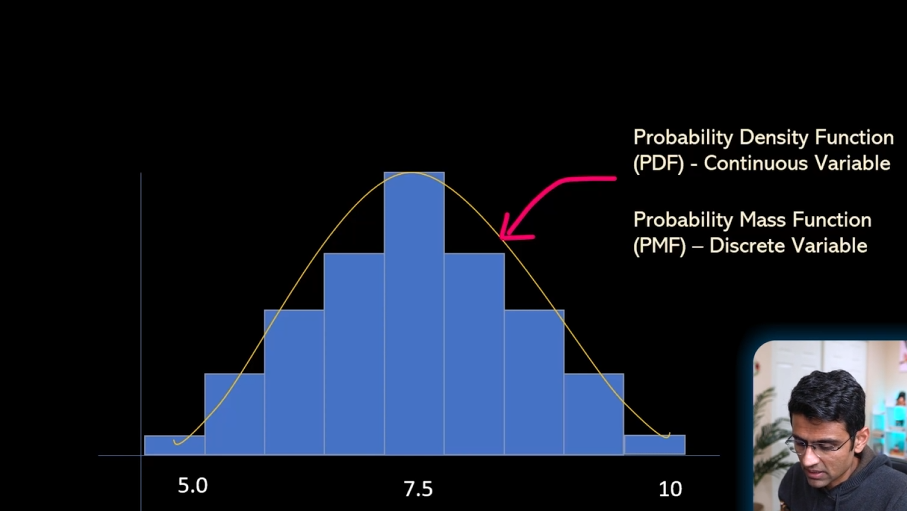 Probability Density Function
(PDF) - Continuous Variable
Probability Mass Function
(PMF) – Discrete Variable
5.0
7.5
10